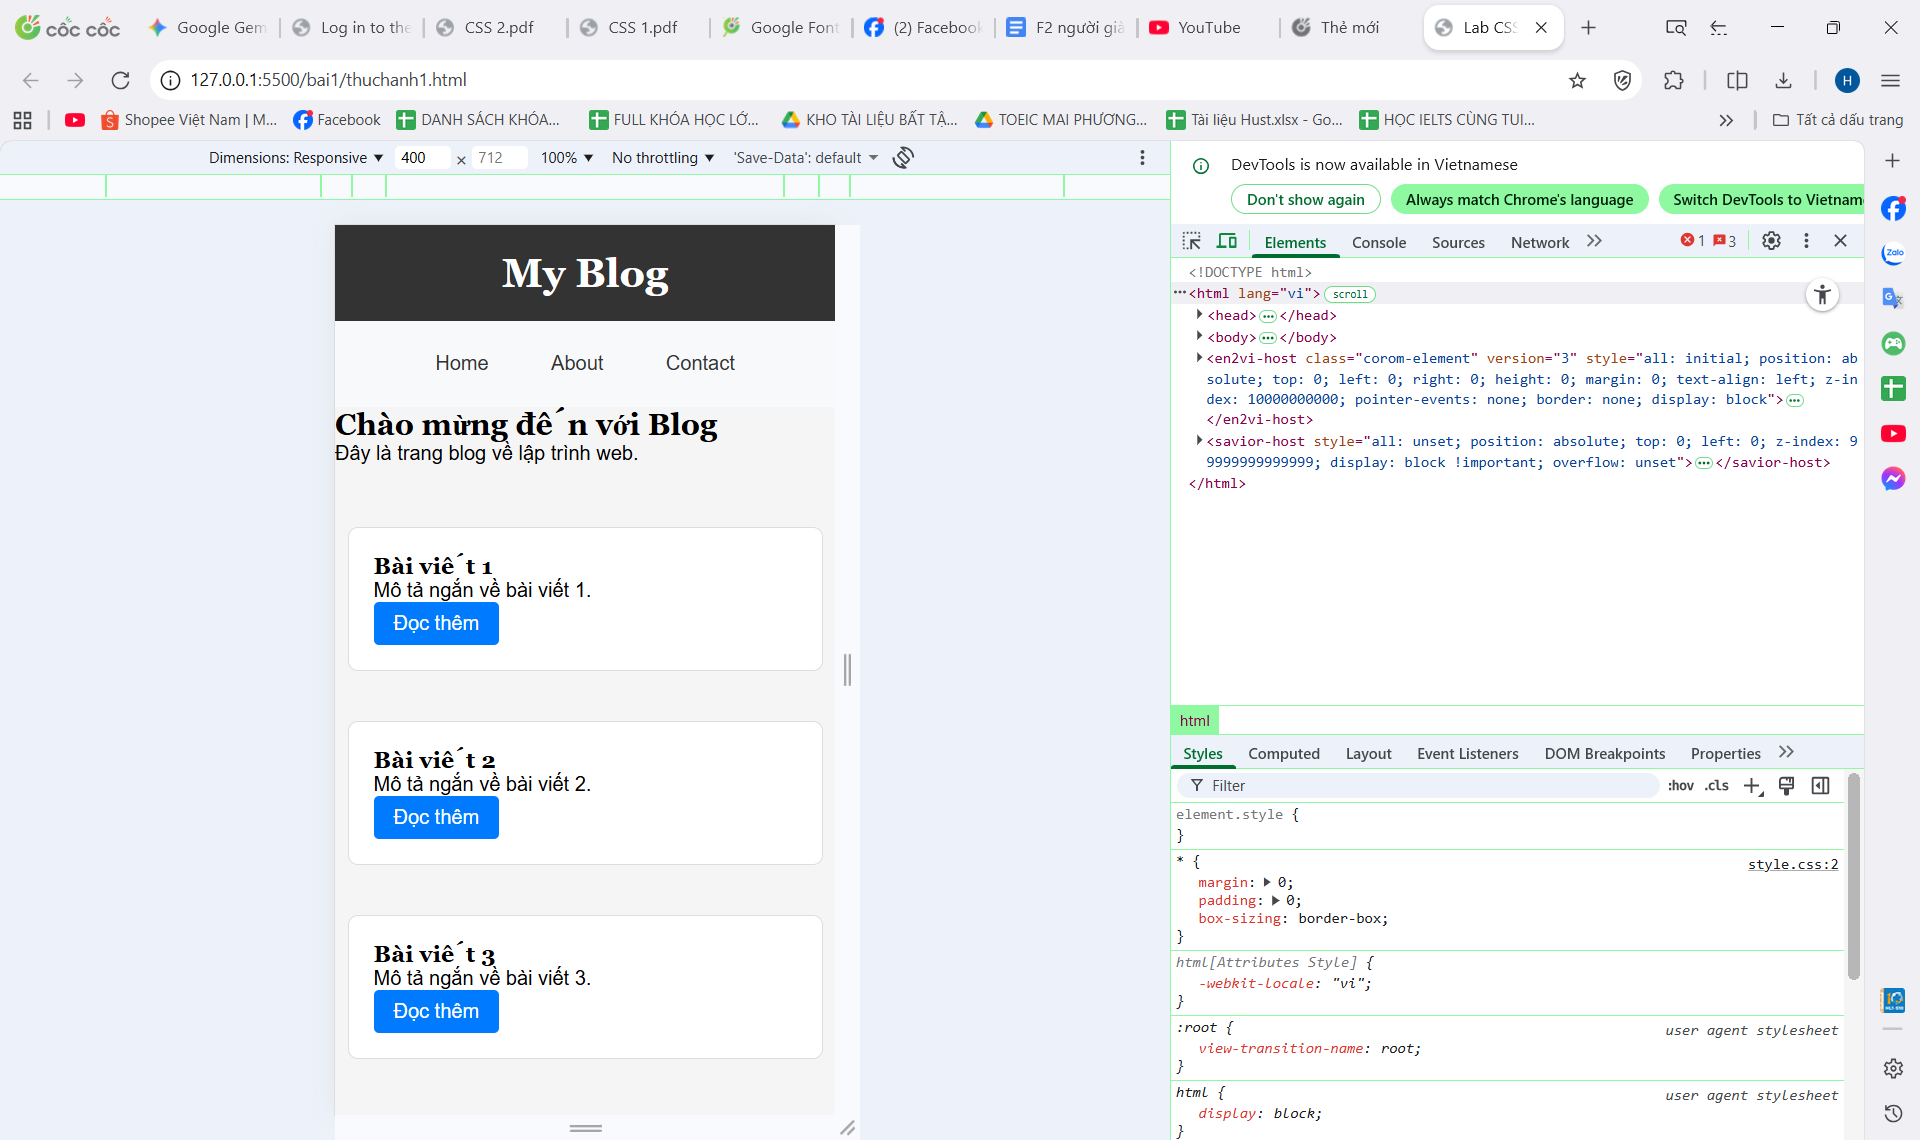 cốc cốc
Google Gem
Log in to the
CSS 2.pdf
CSS 1.pdf
Google Font
(2) Facebook
F2 người già
YouTube
Thẻ mới
Lab CSS
127.0.0.1:5500/bai1/thuchanh1.html
H
Shopee Việt Nam | M...
Facebook
DANH SÁCH KHÓA...
FULL KHÓA HỌC LỚ...
KHO TÀI LIỆU BẤT TẬ...
TOEIC MAI PHƯƠNG...
Tài liệu Hust.xlsx - Go...
HỌC IELTS CÙNG TUI...
Tất cả dấu trang
Dimensions: Responsive
400
×
712
100%
No throttling
'Save-Data': default
My Blog
Home
About
Contact
Chào mừng đến với Blog
Đây là trang blog về lập trình web.
Bài viết 1
Mô tả ngắn về bài viết 1.
Đọc thêm
Bài viết 2
Mô tả ngắn về bài viết 2.
Đọc thêm
Bài viết 3
Mô tả ngắn về bài viết 3.
Đọc thêm
DevTools is now available in Vietnamese
Don't show again
Always match Chrome's language
Switch DevTools to Vietnam
Elements
Console
Sources
Network
1
3
<!DOCTYPE html>
<html lang="vi"> scroll
<head> ... </head>
<body> ... </body>
<en2vi-host class="corom-element" version="3" style="all: initial; position: ab
solute; top: 0; left: 0; right: 0; height: 0; margin: 0; text-align: left; z-in
dex: 10000000000; pointer-events: none; border: none; display: block"> ...
</en2vi-host>
<savior-host style="all: unset; position: absolute; top: 0; left: 0; z-index: 9
9999999999999; display: block !important; overflow: unset"> ... </savior-host>
</html>
Zalo
html
Styles
Computed
Layout
Event Listeners
DOM Breakpoints
Properties
Filter
:hov
.cls
element.style {
}
* {
style.css:2
margin: 0;
padding: 0;
box-sizing: border-box;
}
html[Attributes Style] {
-webkit-locale: "vi";
}
:root {
user agent stylesheet
view-transition-name: root;
}
html {
user agent stylesheet
display: block;
}